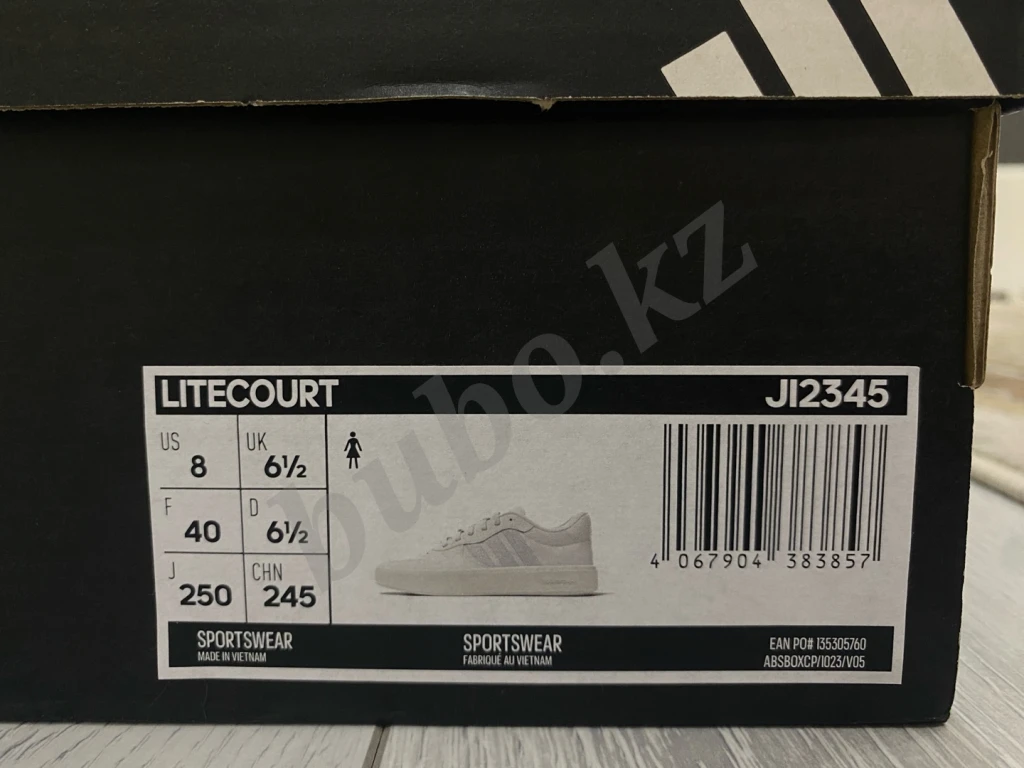 LITECOURT JI2345
US 8 UK 6½
F 40 D 6½
J 250 CHN 245
4 067904 383857
SPORTSWEAR
MADE IN VIETNAM
SPORTSWEAR
FABRIQUÉ AU VIETNAM
EAN PO# 135305760
ABSBOXCP/1023/V05
bubo.kz